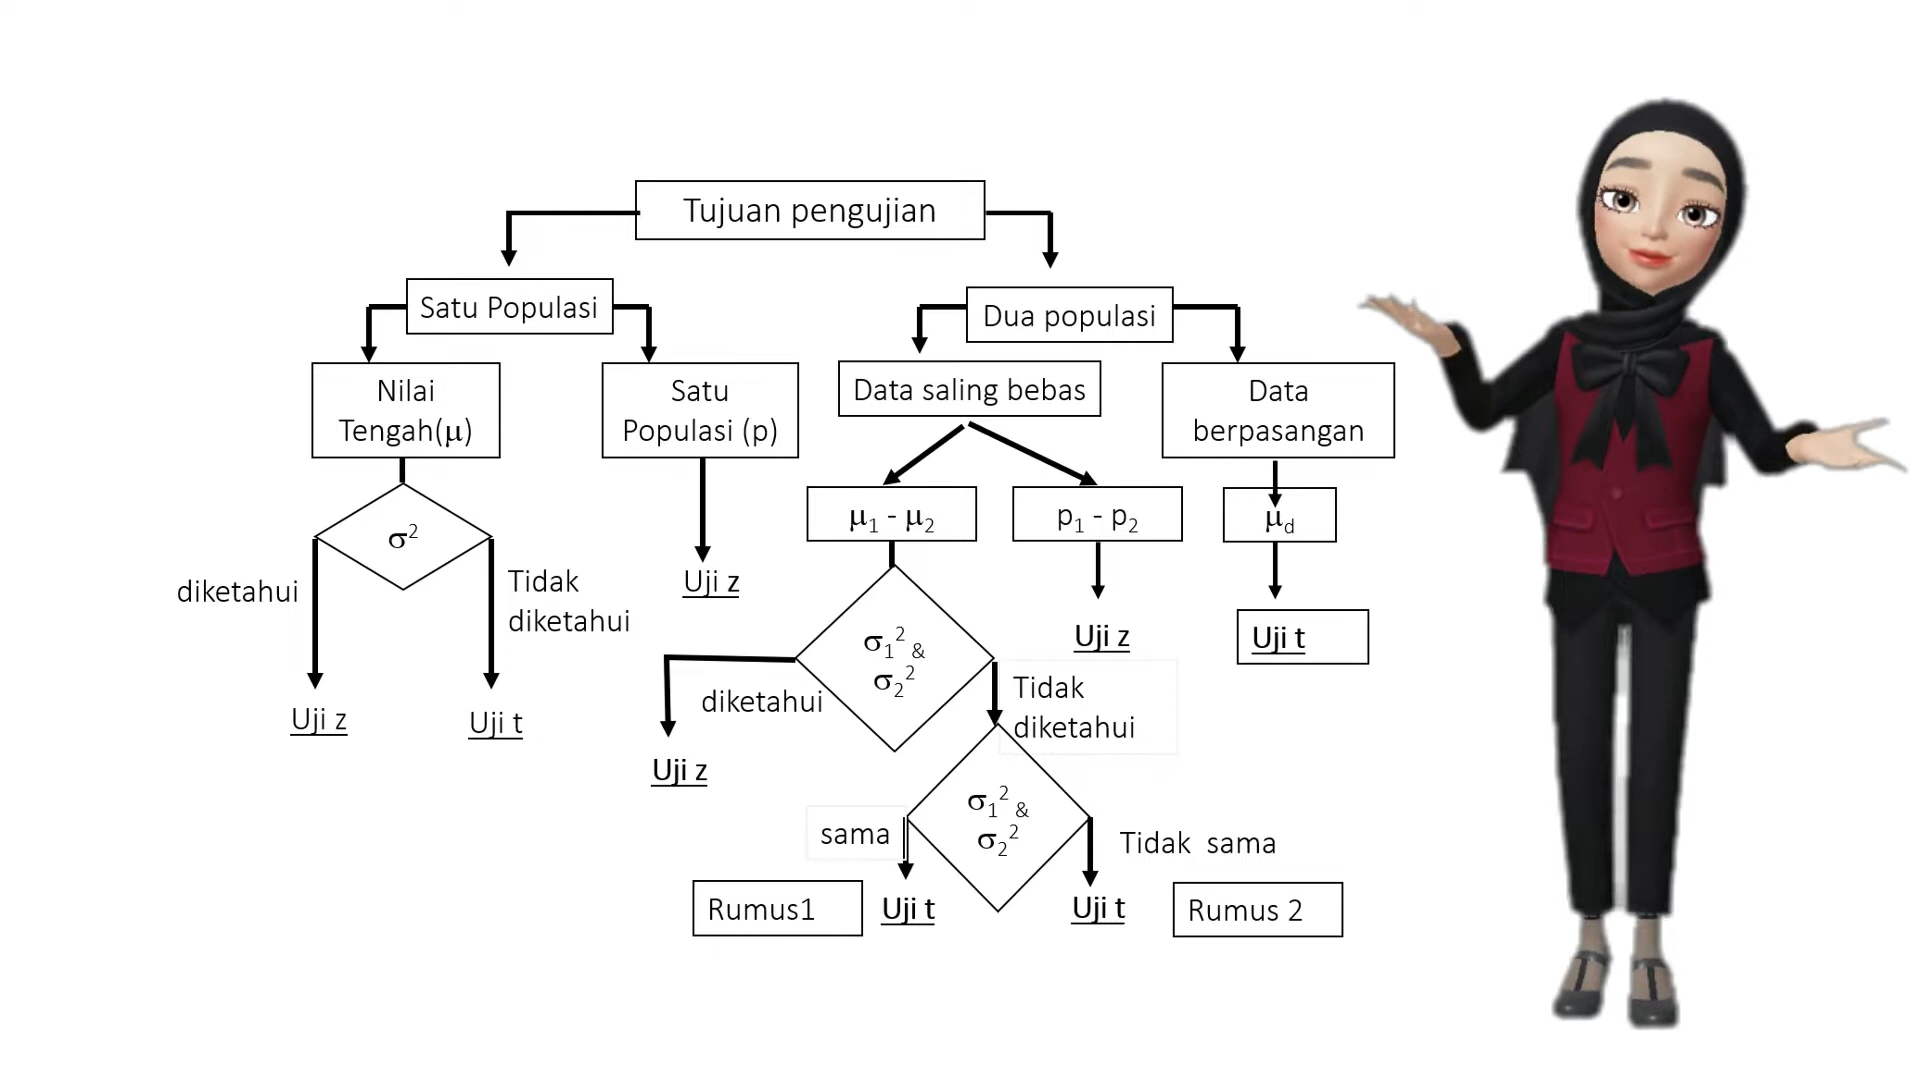 Tujuan pengujian
Satu Populasi
Dua populasi
Nilai
Tengah(μ)
Satu
Populasi (p)
Data saling bebas
Data
berpasangan
μ₁ - μ₂
p₁ - p₂
μd
σ²
diketahui
Tidak
diketahui
Uji z
Uji z
Uji t
σ₁² &
σ₂²
Uji z
Uji t
diketahui
Tidak
diketahui
Uji z
σ₁² &
σ₂²
sama
Tidak sama
Rumus1
Uji t
Uji t
Rumus 2